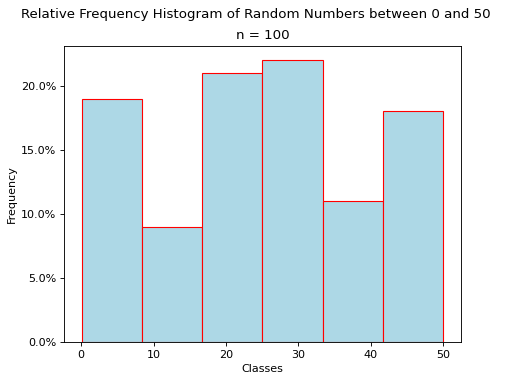 Relative Frequency Histogram of Random Numbers between 0 and 50
n = 100
20.0%
15.0%
10.0%
5.0%
0.0%
Frequency
0 10 20 30 40 50
Classes